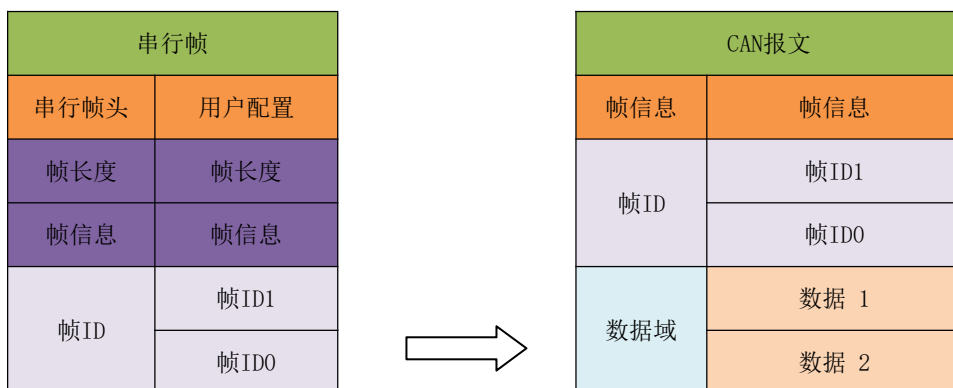 串行帧
串行帧头 用户配置
帧长度 帧长度
帧信息 帧信息
帧ID
帧ID1
帧ID0
CAN报文
帧信息 帧信息
帧ID
帧ID1
帧ID0
数据域
数据 1
数据 2